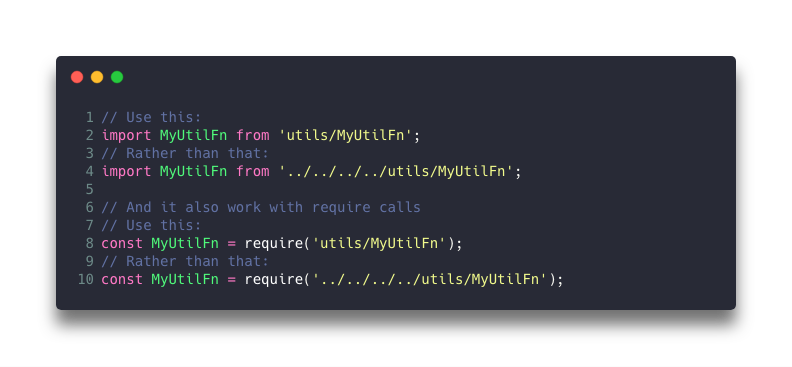 1 // Use this:
2 import MyUtilFn from 'utils/MyUtilFn';
3 // Rather than that:
4 import MyUtilFn from '../../../../utils/MyUtilFn';
5
6 // And it also work with require calls
7 // Use this:
8 const MyUtilFn = require('utils/MyUtilFn');
9 // Rather than that:
10 const MyUtilFn = require('../../../../utils/MyUtilFn');